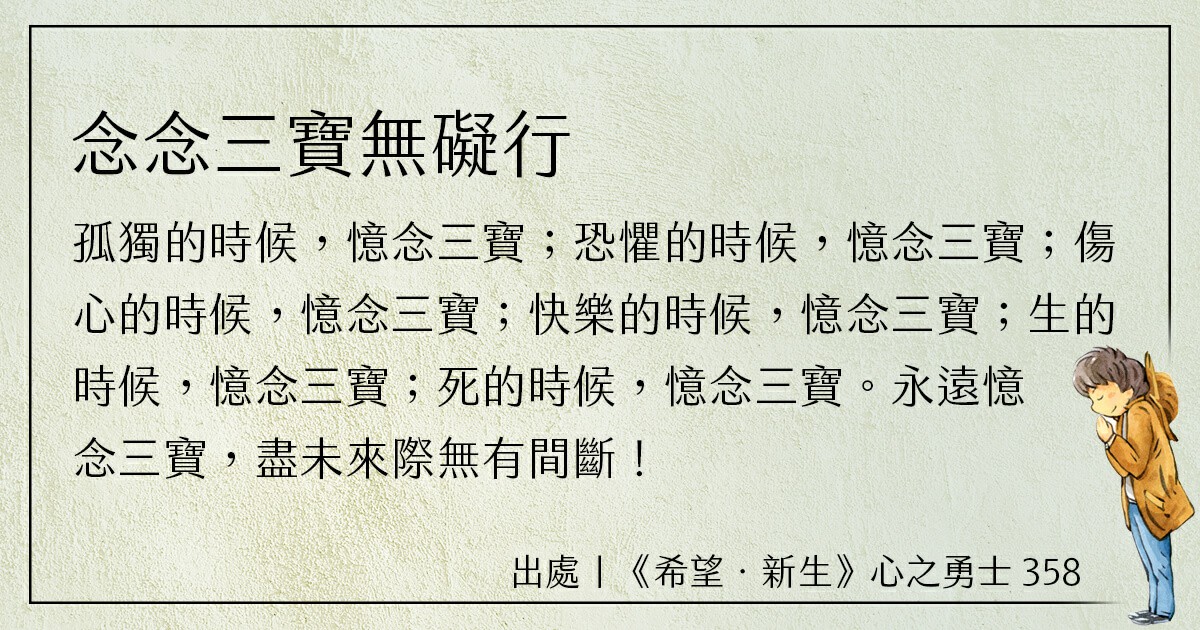 念念三寶無礙行
孤獨的時候，憶念三寶；恐懼的時候，憶念三寶；傷
心的時候，憶念三寶；快樂的時候，憶念三寶；生的
時候，憶念三寶；死的時候，憶念三寶。永遠憶
念三寶，盡未來際無有間斷！
出處｜《希望．新生》心之勇士 358